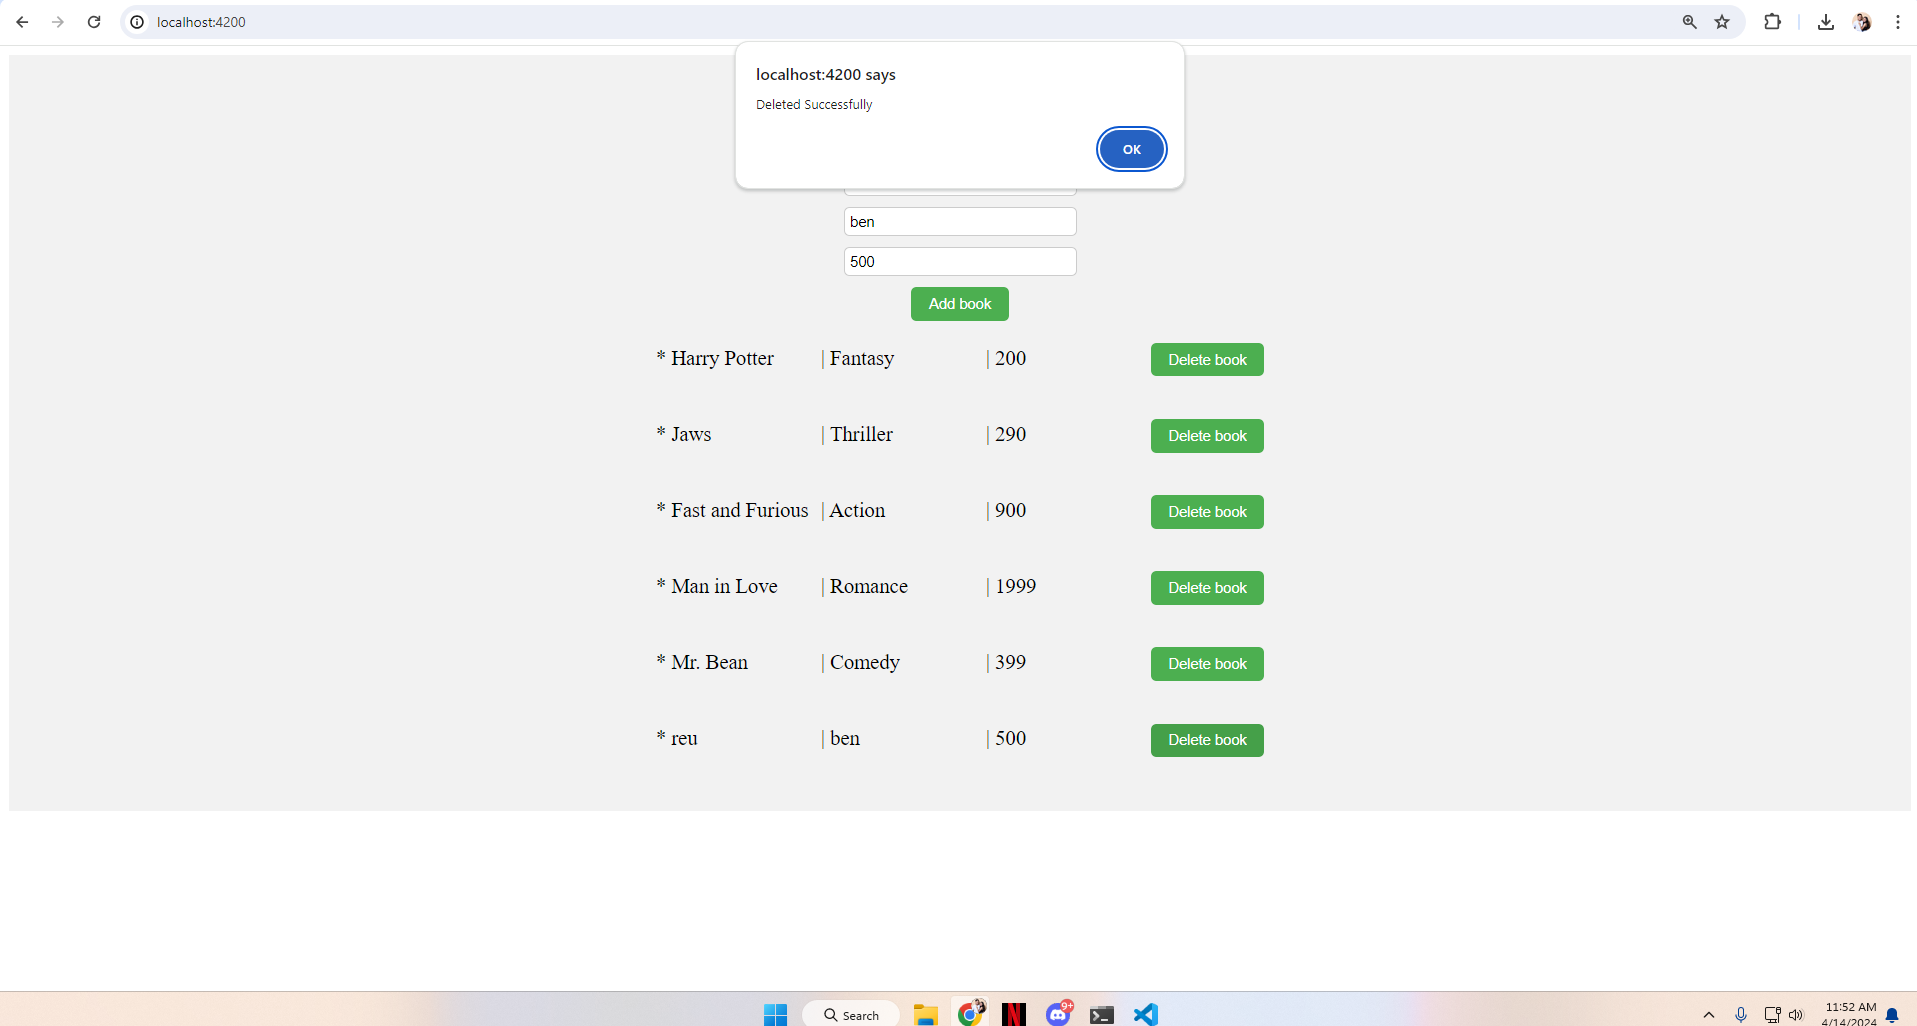 localhost:4200
localhost:4200 says
Deleted Successfully
OK
ben
500
Add book
* Harry Potter | Fantasy | 200 Delete book
* Jaws | Thriller | 290 Delete book
* Fast and Furious | Action | 900 Delete book
* Man in Love | Romance | 1999 Delete book
* Mr. Bean | Comedy | 399 Delete book
* reu | ben | 500 Delete book
Search
9+
11:52 AM
4/14/2024